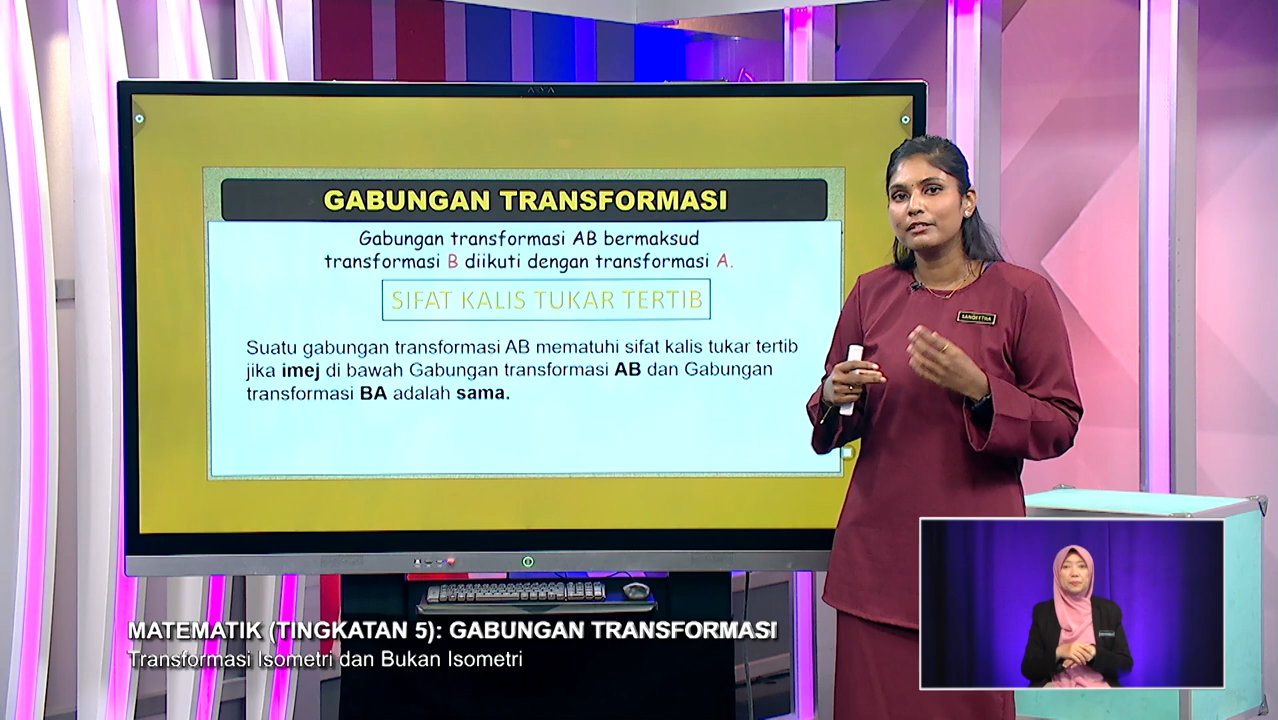 GABUNGAN TRANSFORMASI
Gabungan transformasi AB bermaksud
transformasi B diikuti dengan transformasi A.
SIFAT KALIS TUKAR TERTIB
Suatu gabungan transformasi AB mematuhi sifat kalis tukar tertib
jika imej di bawah Gabungan transformasi AB dan Gabungan
transformasi BA adalah sama.
SANGEETHA
MATEMATIK (TINGKATAN 5): GABUNGAN TRANSFORMASI
Transformasi Isometri dan Bukan Isometri